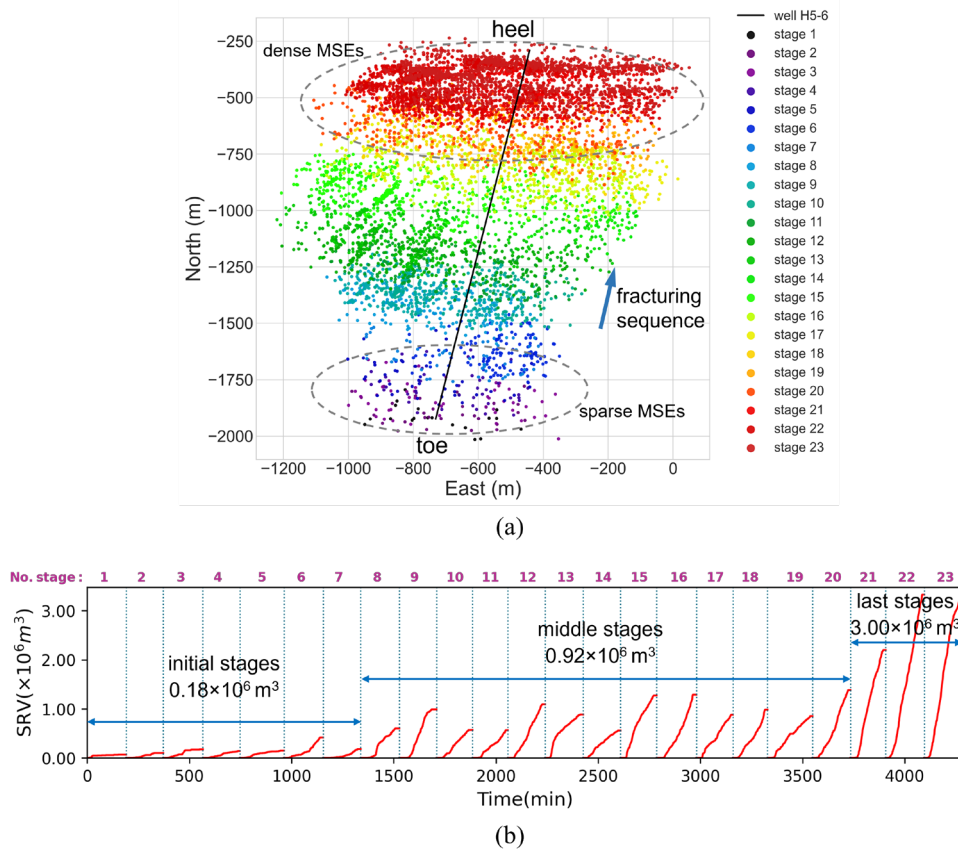 heel
dense MSEs
−250
−500
−750
−1000
−1250
−1500
−1750
−2000
North (m)
fracturing
sequence
sparse MSEs
toe
−1200
−1000
−800
−600
−400
−200
0
East (m)
well H5-6
stage 1
stage 2
stage 3
stage 4
stage 5
stage 6
stage 7
stage 8
stage 9
stage 10
stage 11
stage 12
stage 13
stage 14
stage 15
stage 16
stage 17
stage 18
stage 19
stage 20
stage 21
stage 22
stage 23
(a)
No. stage: 1 2 3 4 5 6 7 8 9 10 11 12 13 14 15 16 17 18 19 20 21 22 23
3.00
2.00
1.00
0.00
SRV(×10⁶m³)
initial stages
0.18×10⁶ m³
middle stages
0.92×10⁶ m³
last stages
3.00×10⁶ m³
0 500 1000 1500 2000 2500 3000 3500 4000
Time(min)
(b)